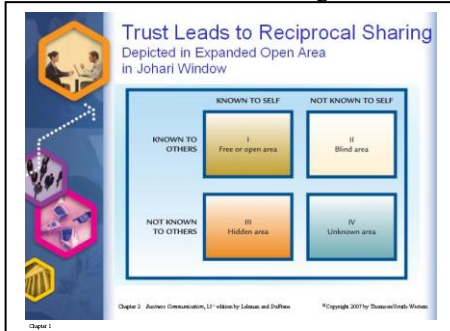 Trust Leads to Reciprocal Sharing
Depicted in Expanded Open Area
in Johari Window
KNOWN TO SELF
NOT KNOWN TO SELF
KNOWN TO
OTHERS
I
Free or open area
II
Blind area
NOT KNOWN
TO OTHERS
III
Hidden area
IV
Unknown area
Chapter 2 Business Communication, 15th edition by Lehman and DuFrene
©Copyright 2007 by Thomson/South-Western
Chapter 1